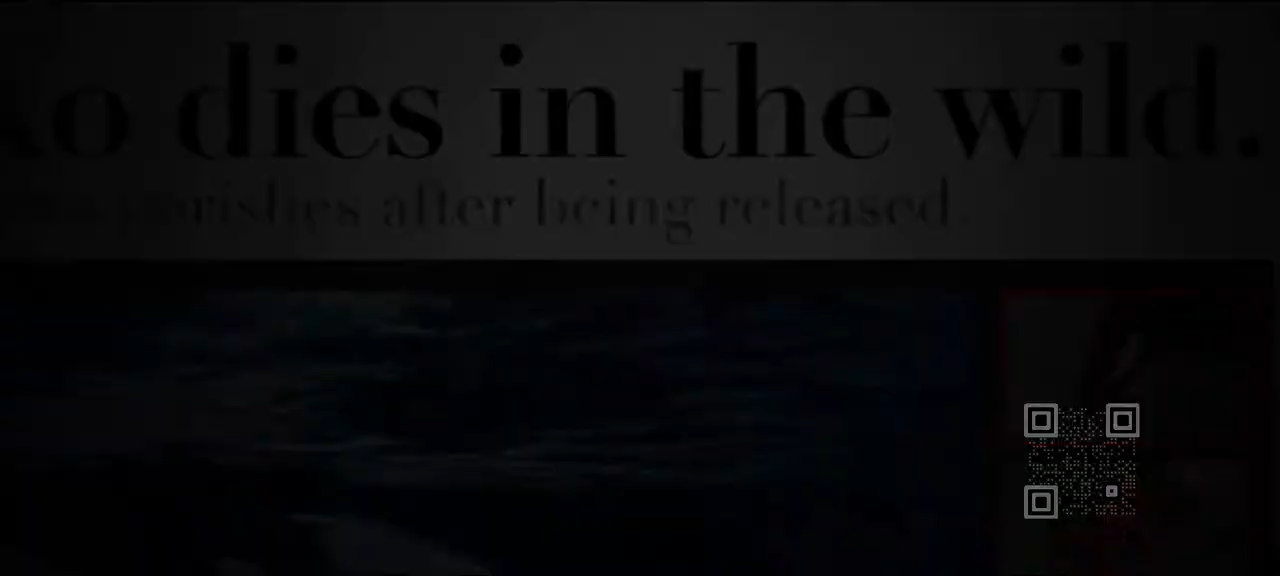 dies in the wild.
after being released